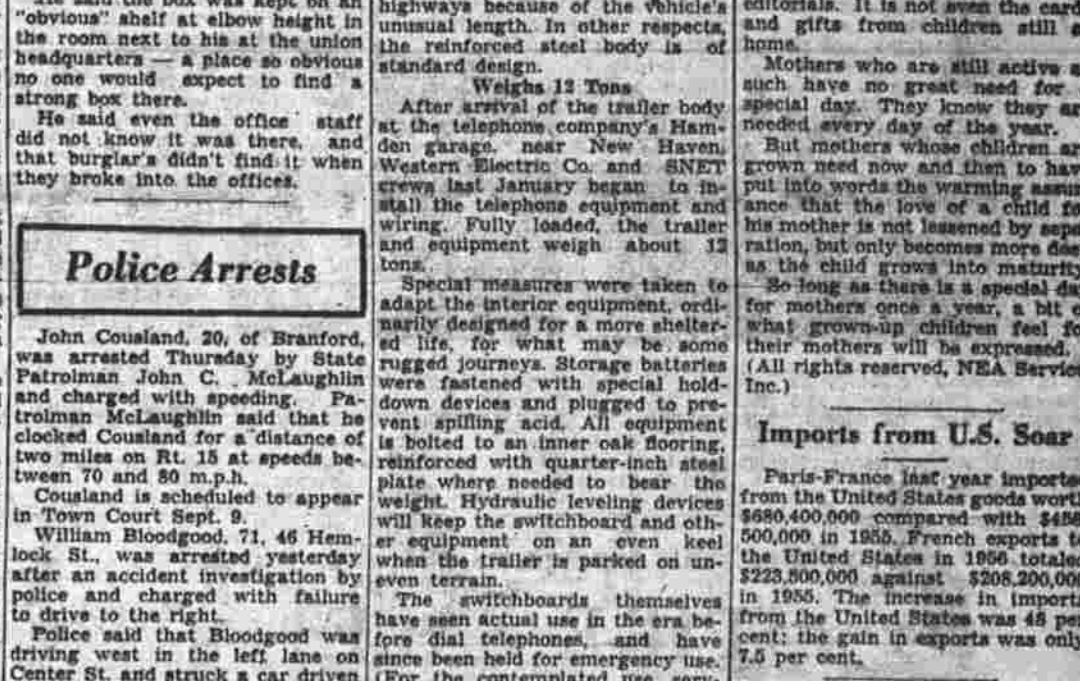 "obvious" shelf at elbow height in
the room next to his at the union
headquarters — a place so obvious
no one would expect to find a
strong box there.
He said even the office staff
did not know it was there, and
that burglar's didn't find it when
they broke into the offices.
Police Arrests
John Cousland, 20, of Branford,
was arrested Thursday by State
Patrolman John C. McLaughlin
and charged with speeding. Pa-
trolman McLaughlin said that he
clocked Cousland for a distance of
two miles on Rt. 15 at speeds be-
tween 70 and 80 m.p.h.
Cousland is scheduled to appear
in Town Court Sept. 9.
William Bloodgood, 71, 46 Hem-
lock St., was arrested yesterday
after an accident investigation by
police and charged with failure
to drive to the right.
Police said that Bloodgood was
driving west in the left lane on
Center St. and struck a car driven
highways because of the vehicle's
unusual length. In other respects,
the reinforced steel body is of
standard design.
Weighs 12 Tons
After arrival of the trailer body
at the telephone company's Ham-
den garage, near New Haven,
Western Electric Co. and SNET
crews last January began to in-
stall the telephone equipment and
wiring. Fully loaded, the trailer
and equipment weigh about 12
tons.
Special measures were taken to
adapt the interior equipment, ordi-
narily designed for a more shelter-
ed life, for what may be some
rugged journeys. Storage batteries
were fastened with special hold-
down devices and plugged to pre-
vent spilling acid. All equipment
is bolted to an inner oak flooring,
reinforced with quarter-inch steel
plate where needed to bear the
weight. Hydraulic leveling devices
will keep the switchboard and oth-
er equipment on an even keel
when the trailer is parked on un-
even terrain.
The switchboards themselves
have seen actual use in the era be-
fore dial telephones, and have
since been held for emergency use.
(For the contemplated use, serv-
editorials. It is not even the card
and gifts from children still a
home.
Mothers who are still active a
such have no great need for
special day. They know they ar
needed every day of the year.
But mothers whose children ar
grown need now and then to hav
put into words the warming assur
ance that the love of a child fo
his mother is not lessened by sepa
ration, but only becomes more dee
as the child grows into maturity
So long as there is a special da
for mothers once a year, a bit o
what grown-up children feel fo
their mothers will be expressed.
(All rights reserved, NEA Service
Inc.)
Imports from U.S. Soar
Paris-France last year importe
from the United States goods wort
$680,400,000 compared with
500,000 in 1955. French exports t
the United States in 1956 totale
$223,500,000 against $208,200,000
in 1955. The increase in import
from the United States was 48 per
cent; the gain in exports was only
7.5 per cent.